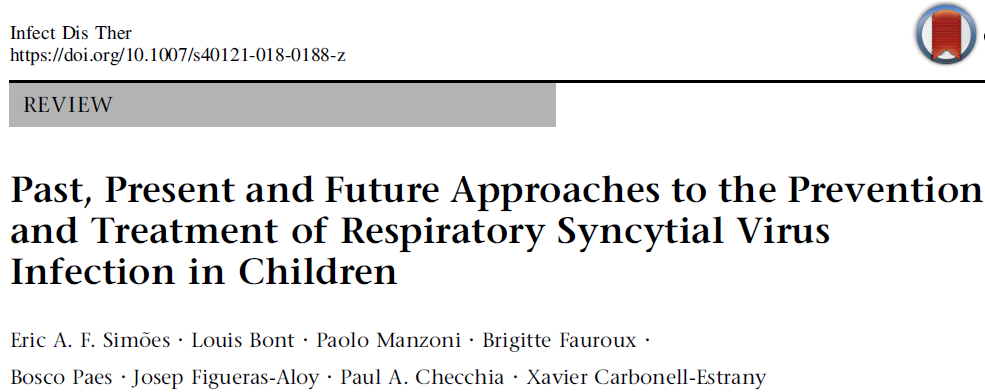 Infect Dis Ther
https://doi.org/10.1007/s40121-018-0188-z
REVIEW
Past, Present and Future Approaches to the Prevention
and Treatment of Respiratory Syncytial Virus
Infection in Children
Eric A. F. Simões · Louis Bont · Paolo Manzoni · Brigitte Fauroux ·
Bosco Paes · Josep Figueras-Aloy · Paul A. Checchia · Xavier Carbonell-Estrany